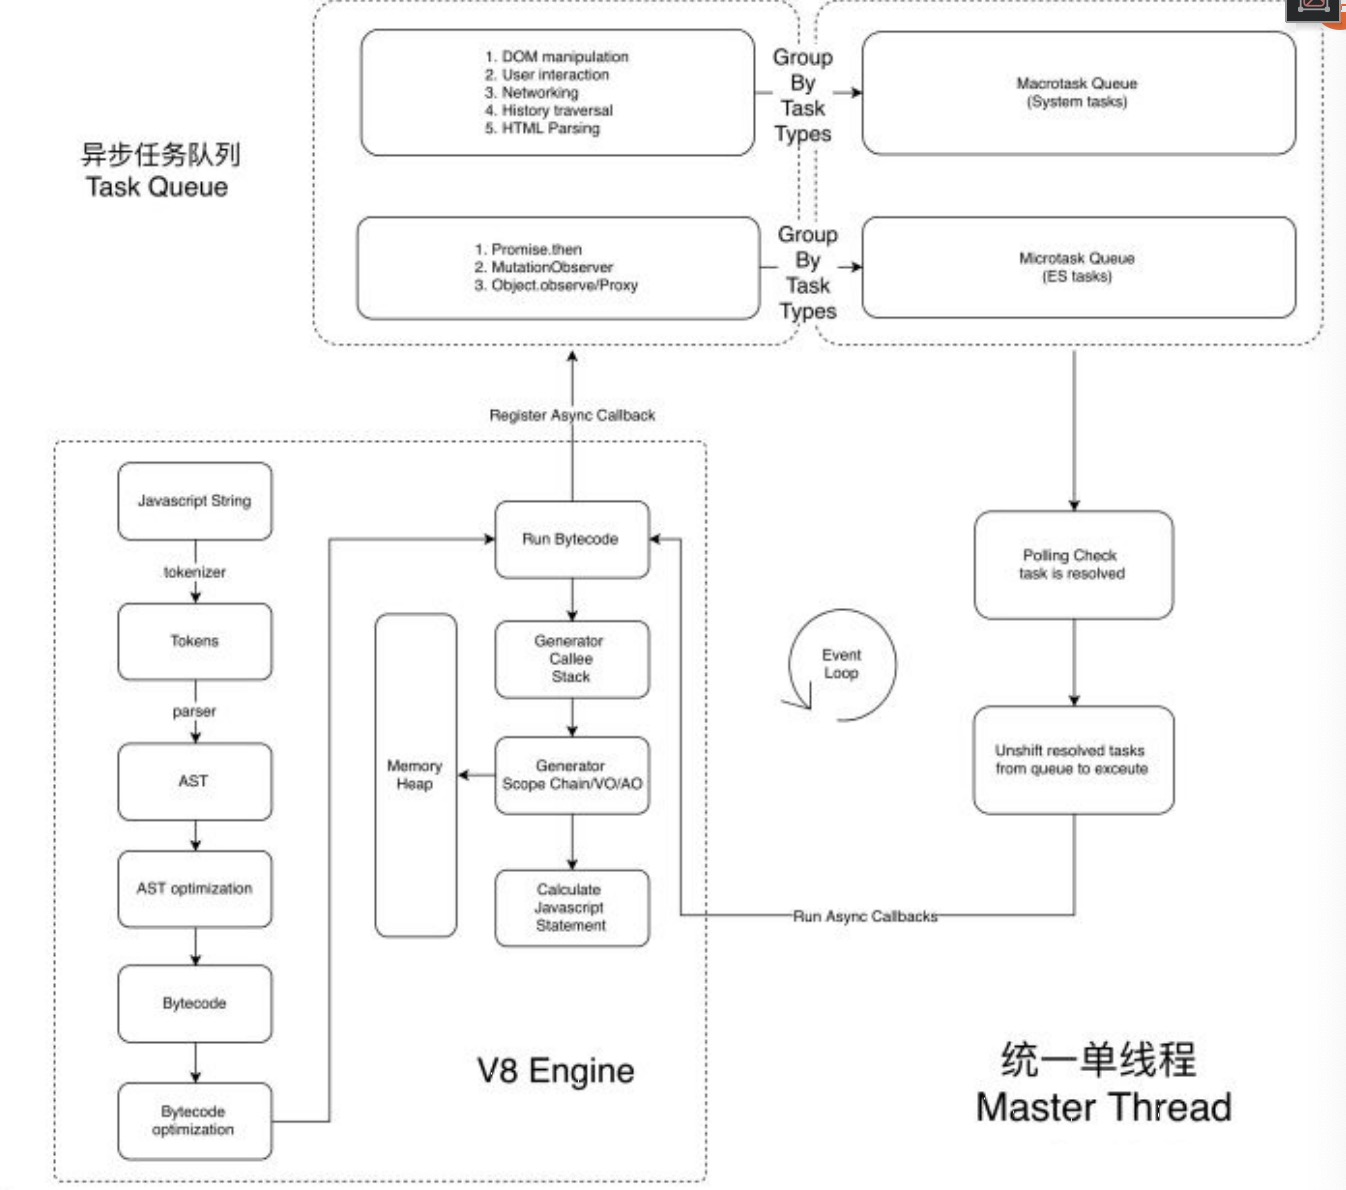 1. DOM manipulation
2. User interaction
3. Networking
4. History traversal
5. HTML Parsing
Group
By
Task
Types
Macrotask Queue
(System tasks)
异步任务队列
Task Queue
1. Promise.then
2. MutationObserver
3. Object.observe/Proxy
Group
By
Task
Types
Microtask Queue
(ES tasks)
Register Async Callback
Javascript String
tokenizer
Tokens
parser
AST
AST optimization
Bytecode
Bytecode
optimization
Run Bytecode
Generator
Callee
Stack
Memory
Heap
Generator
Scope Chain/VO/AO
Calculate
Javascript
Statement
V8 Engine
Event
Loop
Polling Check
task is resolved
Unshift resolved tasks
from queue to exceute
Run Async Callbacks
统一单线程
Master Thread